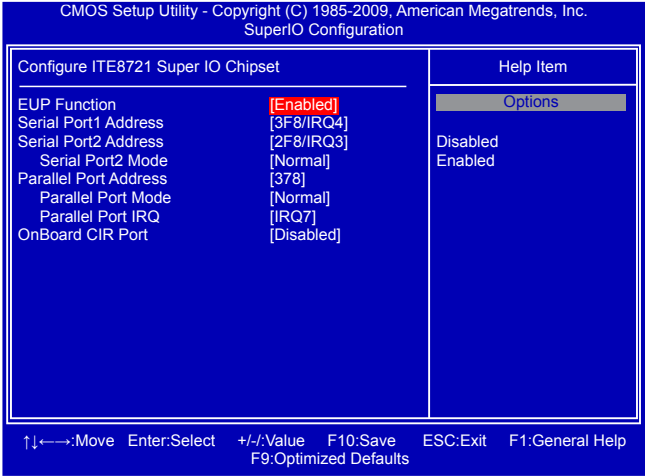 CMOS Setup Utility - Copyright (C) 1985-2009, American Megatrends, Inc.
SuperIO Configuration
Configure ITE8721 Super IO Chipset
Help Item
EUP Function [Enabled]
Serial Port1 Address [3F8/IRQ4]
Serial Port2 Address [2F8/IRQ3]
Serial Port2 Mode [Normal]
Parallel Port Address [378]
Parallel Port Mode [Normal]
Parallel Port IRQ [IRQ7]
OnBoard CIR Port [Disabled]
Options
Disabled
Enabled
↑↓←→:Move Enter:Select +/-/:Value F10:Save ESC:Exit F1:General Help
F9:Optimized Defaults